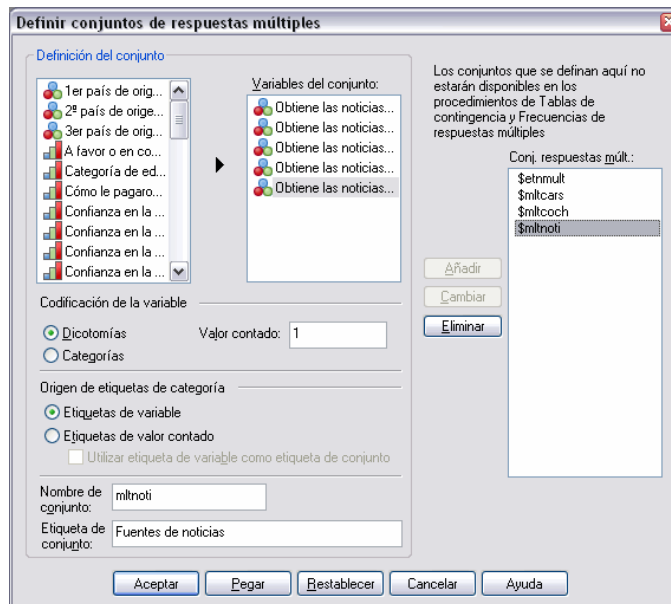 Definir conjuntos de respuestas múltiples
Definición del conjunto
1er país de orig...
2ª país de orige...
3er país de orig...
A favor o en co...
Categoría de ed...
Cómo le pagaro...
Confianza en la ...
Confianza en la ...
Confianza en la ...
Confianza en la ...
Variables del conjunto:
Obtiene las noticias...
Obtiene las noticias...
Obtiene las noticias...
Obtiene las noticias...
Obtiene las noticias...
Codificación de la variable
Dicotomías
Valor contado:
1
Categorías
Origen de etiquetas de categoría
Etiquetas de variable
Etiquetas de valor contado
Utilizar etiqueta de variable como etiqueta de conjunto
Nombre de
conjunto:
mltnoti
Etiqueta de
conjunto:
Fuentes de noticias
Los conjuntos que se definan aquí no
estarán disponibles en los
procedimientos de Tablas de
contingencia y Frecuencias de
respuestas múltiples
Conj. respuestas múlt.:
$etnmult
$mltcars
$mltcoch
$mltnoti
Añadir
Cambiar
Eliminar
Aceptar
Pegar
Restablecer
Cancelar
Ayuda